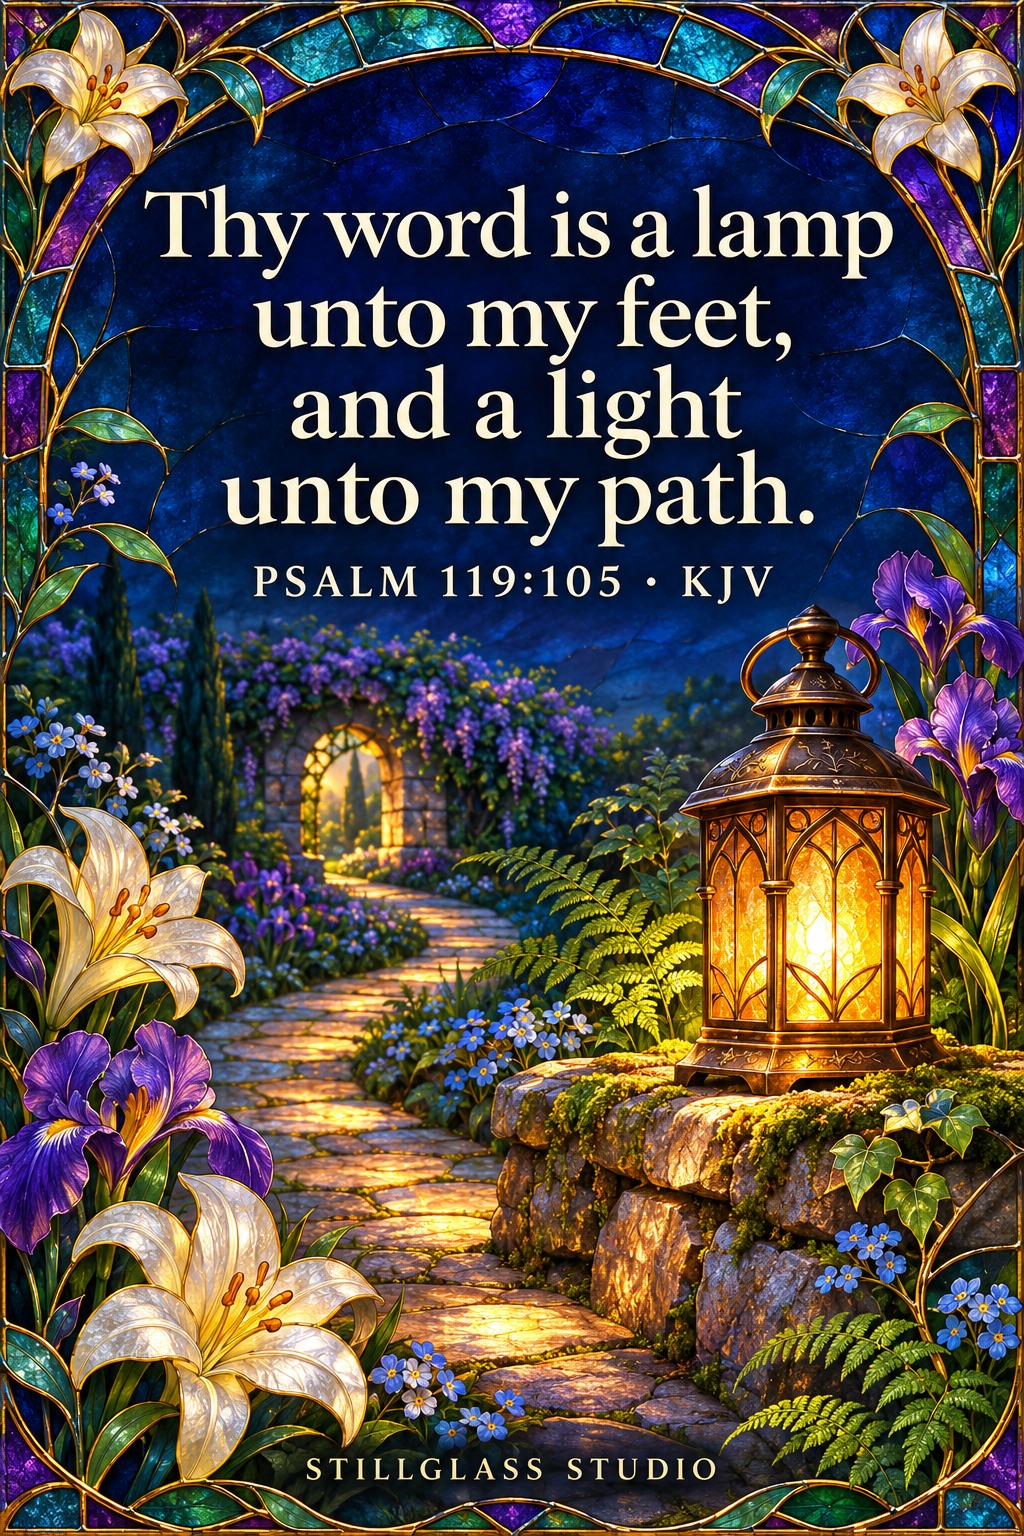 Thy word is a lamp
unto my feet,
and a light
unto my path.
PSALM 119:105 · KJV
STILLGLASS STUDIO